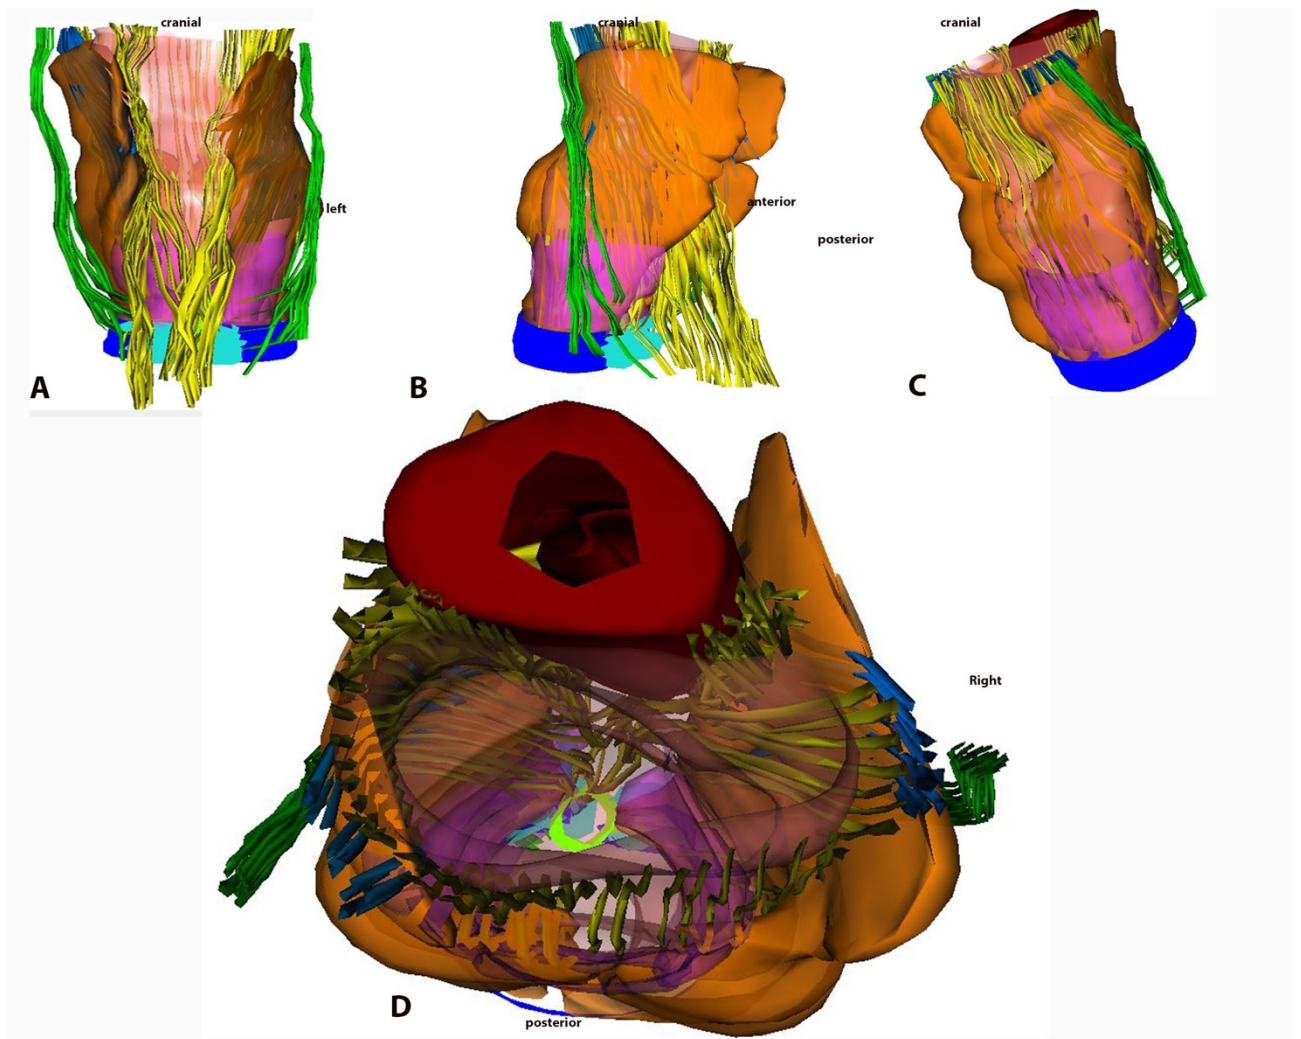 cranial
cranial
cranial
left
anterior
posterior
A
B
C
Right
D
posterior